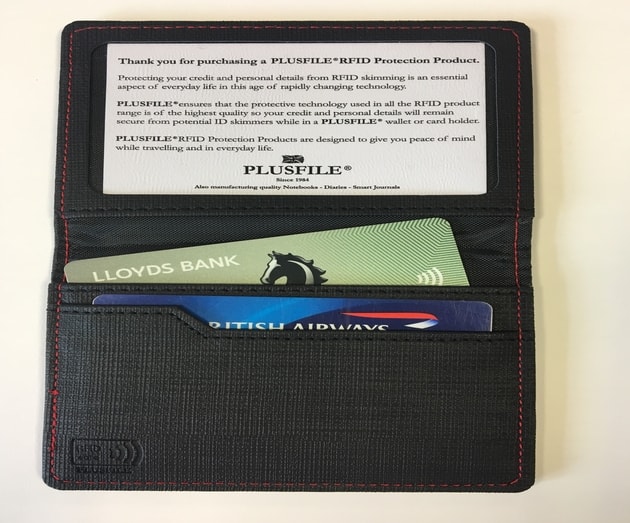 Thank you for purchasing a PLUSFILE® RFID Protection Product.
Protecting your credit and personal details from RFID skimming is an essential
aspect of everyday life in this age of rapidly changing technology.
PLUSFILE® ensures that the protective technology used in all the RFID product
range is of the highest quality so your credit and personal details will remain
secure from potential ID skimmers while in a PLUSFILE® wallet or card holder.
PLUSFILE® RFID Protection Products are designed to give you peace of mind
while travelling and in everyday life.
PLUSFILE®
Since 1984
Also manufacturing quality Notebooks - Diaries - Smart Journals
LLOYDS BANK
BRITISH AIRWAYS
RFID